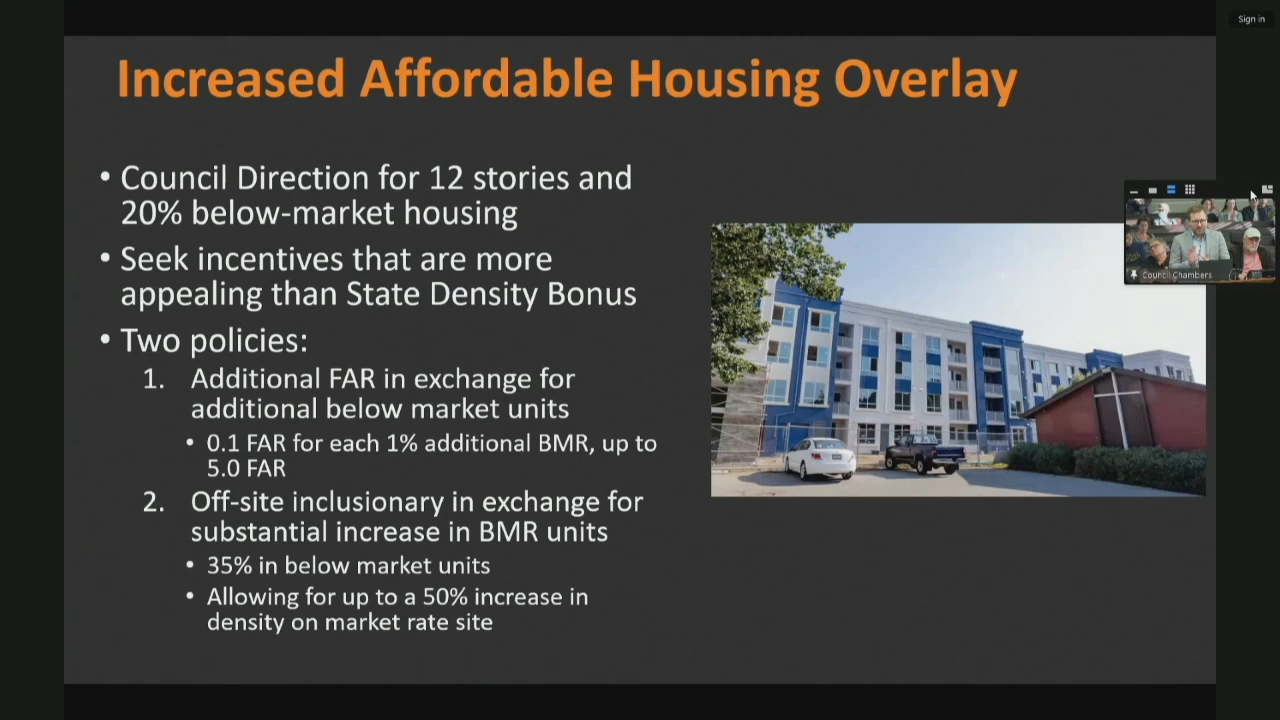 Sign in
Increased Affordable Housing Overlay
• Council Direction for 12 stories and
20% below-market housing
• Seek incentives that are more
appealing than State Density Bonus
• Two policies:
1. Additional FAR in exchange for
additional below market units
• 0.1 FAR for each 1% additional BMR, up to
5.0 FAR
2. Off-site inclusionary in exchange for
substantial increase in BMR units
• 35% in below market units
• Allowing for up to a 50% increase in
density on market rate site
Council Chambers